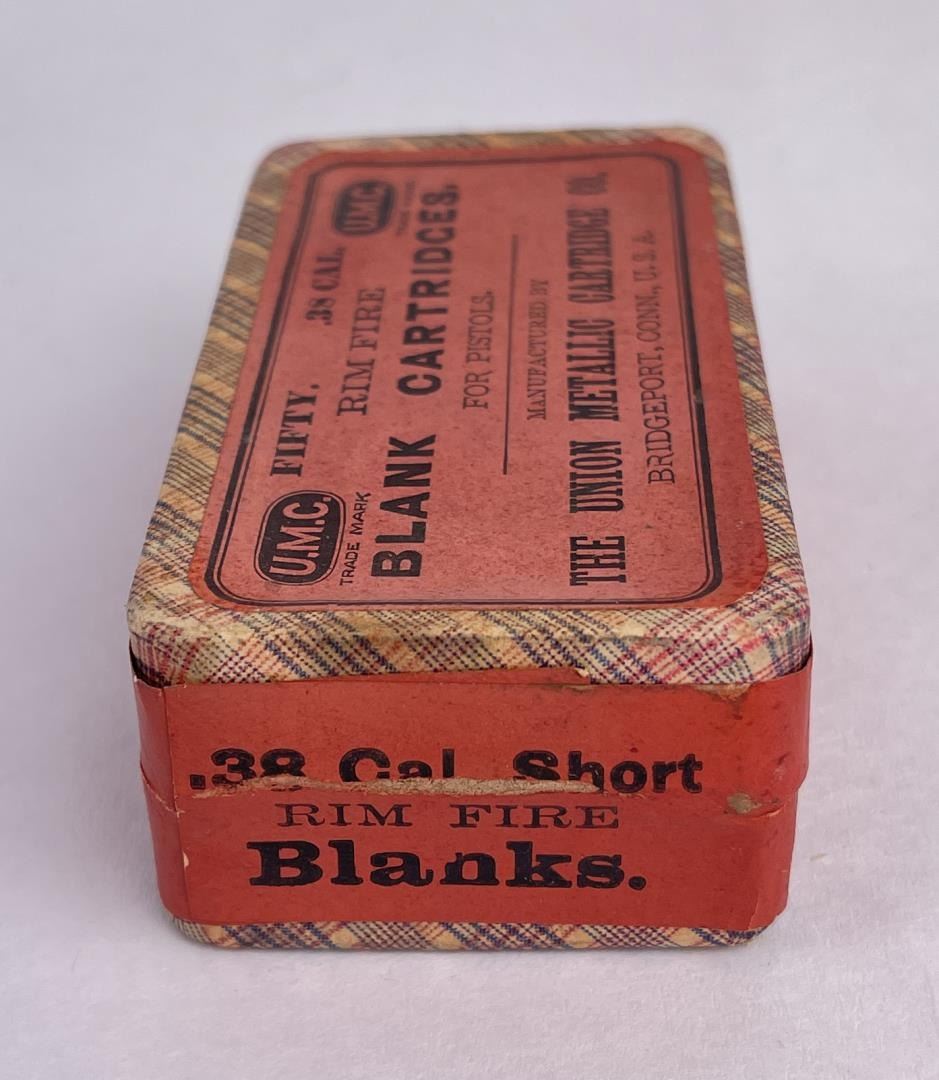 FIFTY. .38 CAL.
U.M.C. RIM FIRE U.M.C.
TRADE MARK TRADE MARK
BLANK CARTRIDGES.
FOR PISTOLS.
MANUFACTURED BY
THE UNION METALLIC CARTRIDGE CO.
BRIDGEPORT, CONN., U.S.A.
.38 Cal. Short
RIM FIRE
Blanks.